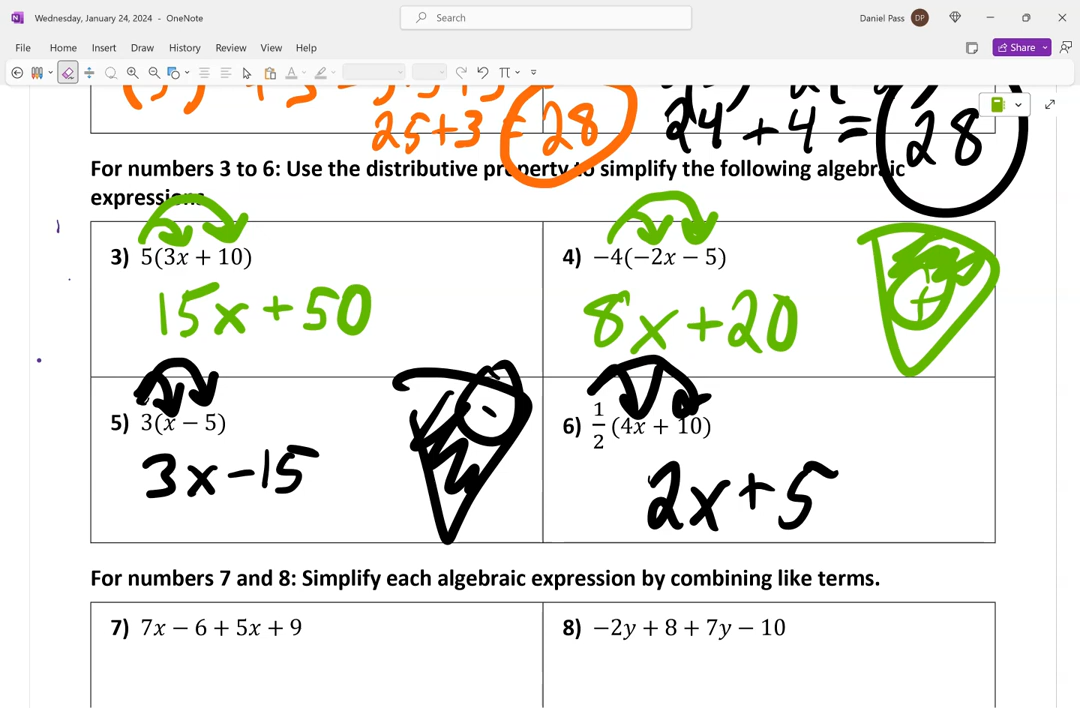 Wednesday, January 24, 2024 - OneNote
Search
Daniel Pass DP
File Home Insert Draw History Review View Help
Share
25+3 = 28
24 + 4 = 28
For numbers 3 to 6: Use the distributive property to simplify the following algebraic
expressions.
3) 5(3x + 10)
15x + 50
4) −4(−2x − 5)
8x + 20
+
5) 3(x − 5)
3x − 15
-
6) 1/2 (4x + 10)
2x + 5
For numbers 7 and 8: Simplify each algebraic expression by combining like terms.
7) 7x − 6 + 5x + 9
8) −2y + 8 + 7y − 10